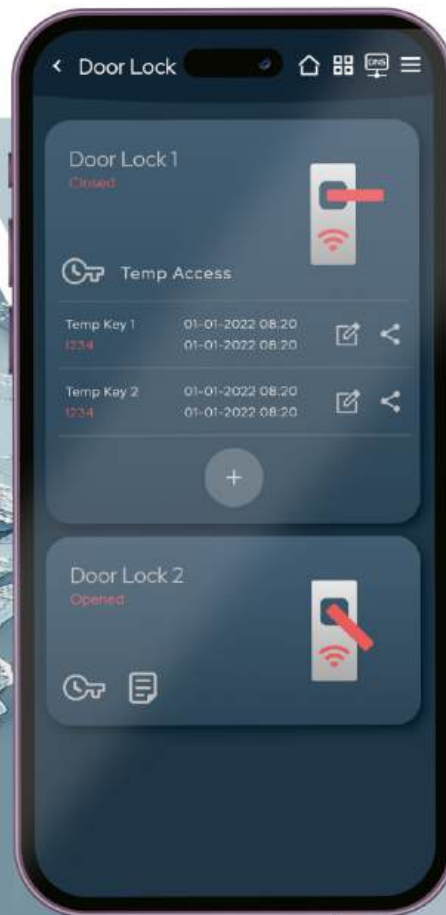 Door Lock
DNS
Door Lock 1
Closed
Temp Access
Temp Key 1 01-01-2022 08:20
1234 01-01-2022 08:20
Temp Key 2 01-01-2022 08:20
1234 01-01-2022 08:20
+
Door Lock 2
Opened